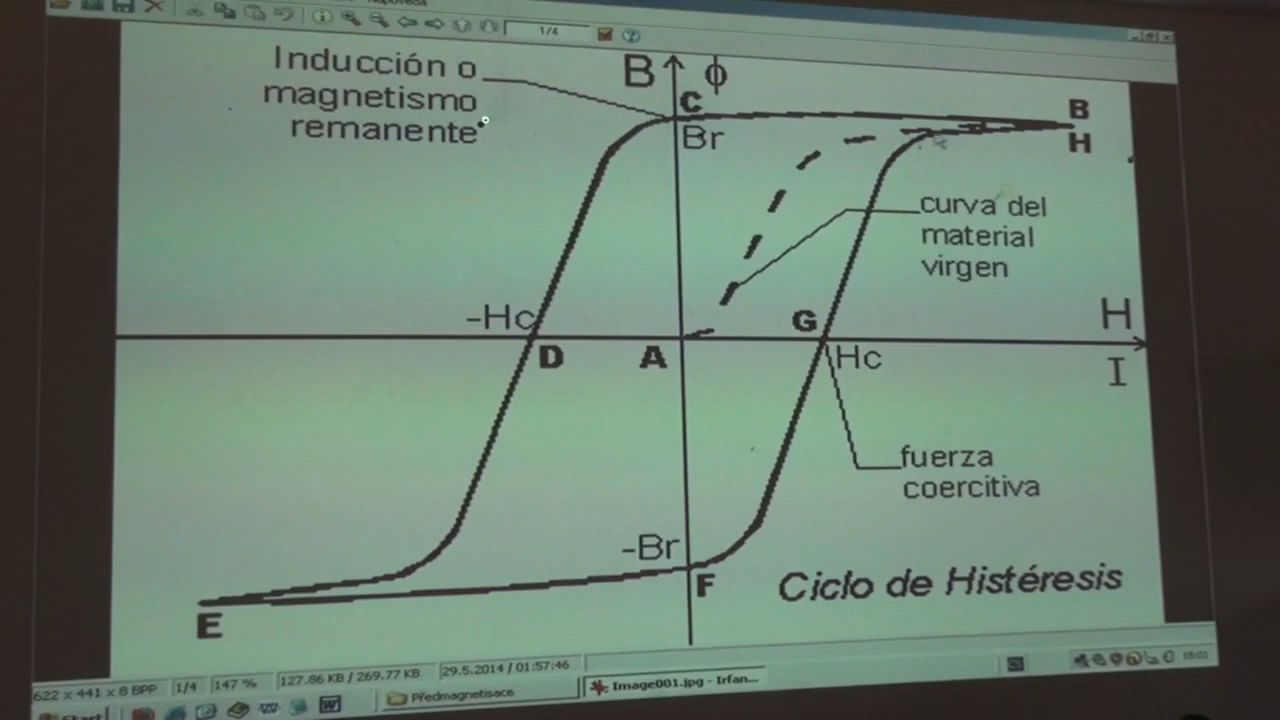 1/4
Inducción o
magnetismo
remanente
B ϕ
C
Br
B
H
curva del
material
virgen
-Hc
D
A
G
Hc
H
I
fuerza
coercitiva
-Br
F
E
Ciclo de Histéresis
622 x 441 x 8 BPP 1/4 147 % 127.86 KB / 269.77 KB 29.5.2014 / 01:57:46
Start Předmagnetisace Image001.jpg - Irfan...